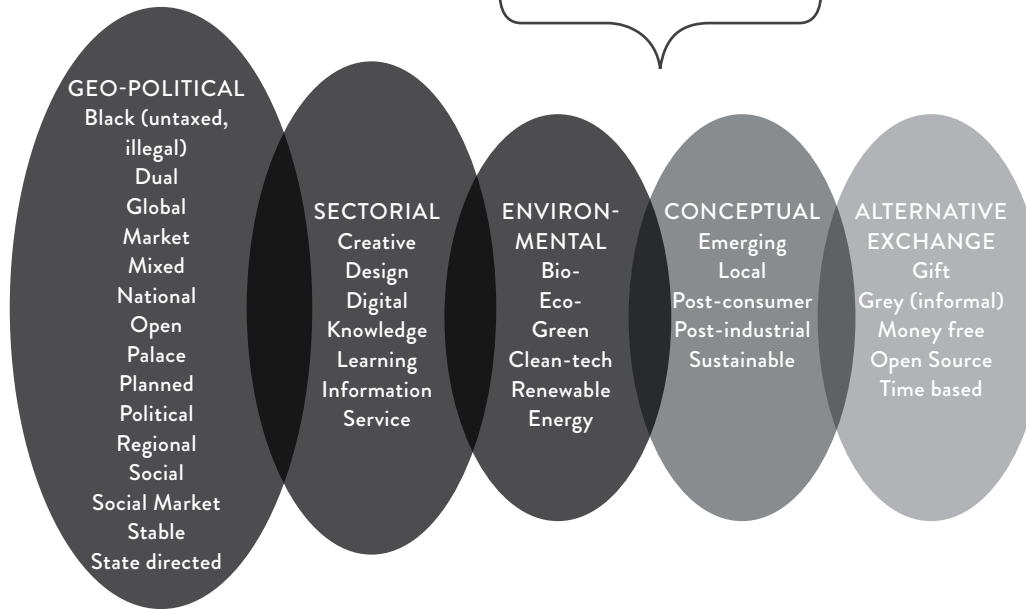 GEO-POLITICAL
Black (untaxed,
illegal)
Dual
Global
Market
Mixed
National
Open
Palace
Planned
Political
Regional
Social
Social Market
Stable
State directed
SECTORIAL
Creative
Design
Digital
Knowledge
Learning
Information
Service
ENVIRON-
MENTAL
Bio-
Eco-
Green
Clean-tech
Renewable
Energy
CONCEPTUAL
Emerging
Local
Post-consumer
Post-industrial
Sustainable
ALTERNATIVE
EXCHANGE
Gift
Grey (informal)
Money free
Open Source
Time based